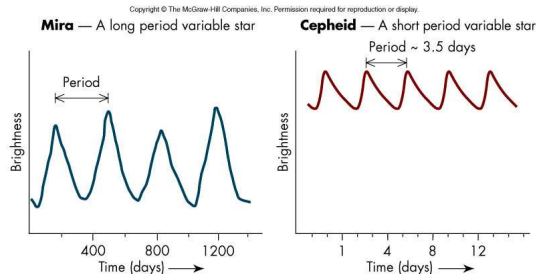 Copyright © The McGraw-Hill Companies, Inc. Permission required for reproduction or display.
Mira — A long period variable star
Period
Brightness
400 800 1200
Time (days)
Cepheid — A short period variable star
Period ~ 3.5 days
Brightness
1 4 8 12
Time (days)